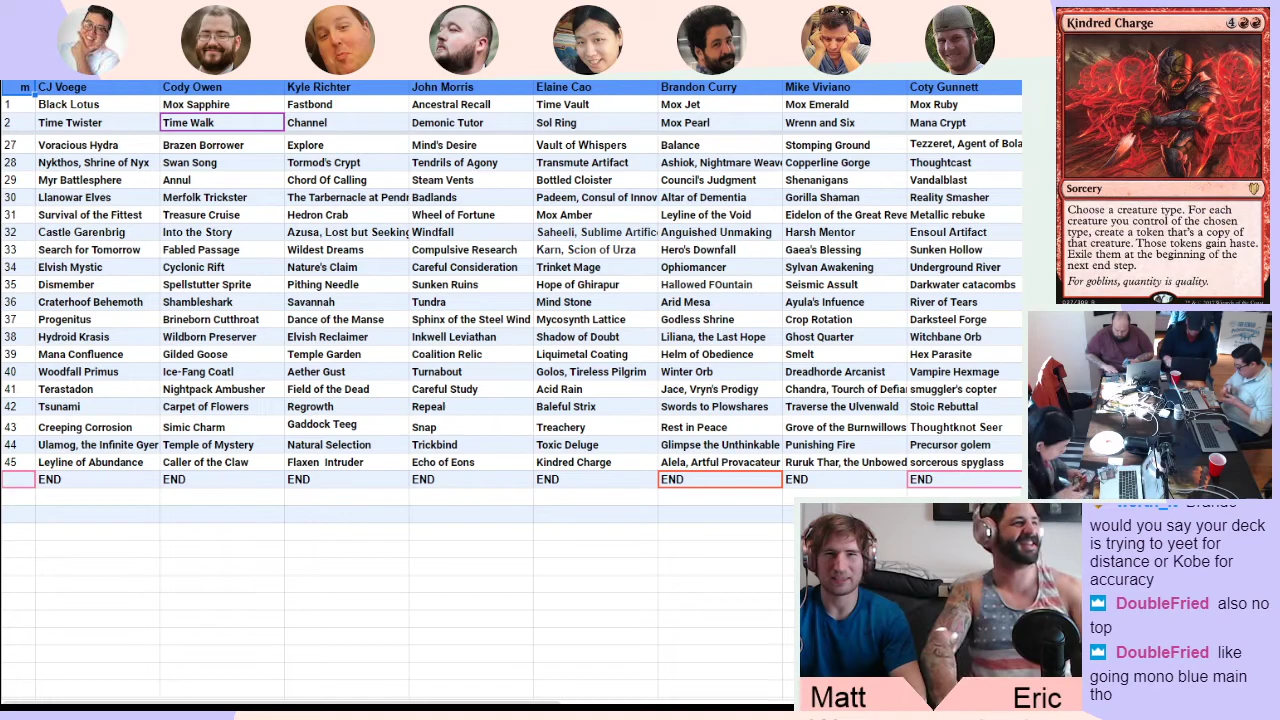 m CJ Voege Cody Owen Kyle Richter John Morris Elaine Cao Brandon Curry Mike Viviano Coty Gunnett
1 Black Lotus Mox Sapphire Fastbond Ancestral Recall Time Vault Mox Jet Mox Emerald Mox Ruby
2 Time Twister Time Walk Channel Demonic Tutor Sol Ring Mox Pearl Wrenn and Six Mana Crypt
27 Voracious Hydra Brazen Borrower Explore Mind's Desire Vault of Whispers Balance Stomping Ground Tezzeret, Agent of Bola
28 Nykthos, Shrine of Nyx Swan Song Tormod's Crypt Tendrils of Agony Transmute Artifact Ashiok, Nightmare Weave Copperline Gorge Thoughtcast
29 Myr Battlesphere Annul Chord Of Calling Steam Vents Bottled Cloister Council's Judgment Shenanigans Vandalblast
30 Llanowar Elves Merfolk Trickster The Tarbernacle at Pendr Badlands Padeem, Consul of Innov Altar of Dementia Gorilla Shaman Reality Smasher
31 Survival of the Fittest Treasure Cruise Hedron Crab Wheel of Fortune Mox Amber Leyline of the Void Eidelon of the Great Reve Metallic rebuke
32 Castle Garenbrig Into the Story Azusa, Lost but Seeking Windfall Saheeli, Sublime Artific Anguished Unmaking Harsh Mentor Ensoul Artifact
33 Search for Tomorrow Fabled Passage Wildest Dreams Compulsive Research Karn, Scion of Urza Hero's Downfall Gaea's Blessing Sunken Hollow
34 Elvish Mystic Cyclonic Rift Nature's Claim Careful Consideration Trinket Mage Ophiomancer Sylvan Awakening Underground River
35 Dismember Spellstutter Sprite Pithing Needle Sunken Ruins Hope of Ghirapur Hallowed FOuntain Seismic Assult Darkwater catacombs
36 Craterhoof Behemoth Shambleshark Savannah Tundra Mind Stone Arid Mesa Ayula's Infuence River of Tears
37 Progenitus Brineborn Cutthroat Dance of the Manse Sphinx of the Steel Wind Mycosynth Lattice Godless Shrine Crop Rotation Darksteel Forge
38 Hydroid Krasis Wildborn Preserver Elvish Reclaimer Inkwell Leviathan Shadow of Doubt Liliana, the Last Hope Ghost Quarter Witchbane Orb
39 Mana Confluence Gilded Goose Temple Garden Coalition Relic Liquimetal Coating Helm of Obedience Smelt Hex Parasite
40 Woodfall Primus Ice-Fang Coatl Aether Gust Turnabout Golos, Tireless Pilgrim Winter Orb Dreadhorde Arcanist Vampire Hexmage
41 Terastadon Nightpack Ambusher Field of the Dead Careful Study Acid Rain Jace, Vryn's Prodigy Chandra, Tourch of Defian smuggler's copter
42 Tsunami Carpet of Flowers Regrowth Repeal Baleful Strix Swords to Plowshares Traverse the Ulvenwald Stoic Rebuttal
43 Creeping Corrosion Simic Charm Gaddock Teeg Snap Treachery Rest in Peace Grove of the Burnwillows Thoughtknot Seer
44 Ulamog, the Infinite Gyer Temple of Mystery Natural Selection Trickbind Toxic Deluge Glimpse the Unthinkable Punishing Fire Precursor golem
45 Leyline of Abundance Caller of the Claw Flaxen Intruder Echo of Eons Kindred Charge Alela, Artful Provacateur Ruruk Thar, the Unbowed sorcerous spyglass
END END END END END END END END
Kindred Charge 4
Sorcery
Choose a creature type. For each
creature you control of the chosen
type, create a token that's a copy of
that creature. Those tokens gain haste.
Exile them at the beginning of the
next end step.
For goblins, quantity is quality.
would you say your deck
is trying to yeet for
distance or Kobe for
accuracy
DoubleFried also no
top
DoubleFried like
going mono blue main
tho
Matt Eric